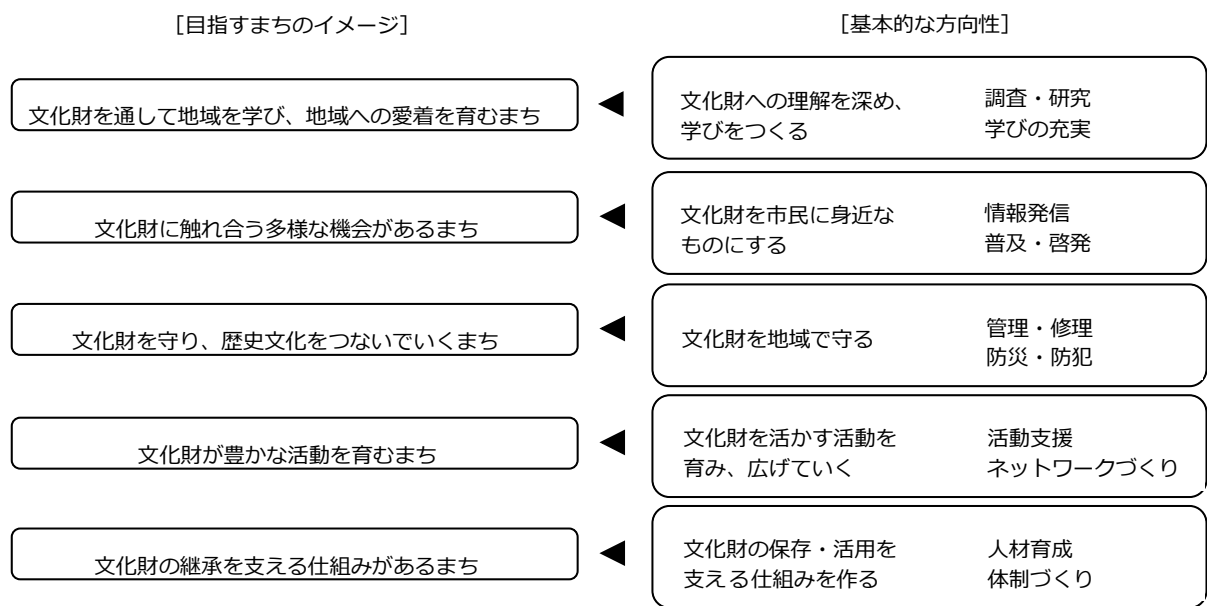 [目指すまちのイメージ]
[基本的な方向性]
文化財を通して地域を学び、地域への愛着を育むまち
文化財への理解を深め、
学びをつくる
調査・研究
学びの充実
文化財に触れ合う多様な機会があるまち
文化財を市民に身近な
ものにする
情報発信
普及・啓発
文化財を守り、歴史文化をつないでいくまち
文化財を地域で守る
管理・修理
防災・防犯
文化財が豊かな活動を育むまち
文化財を活かす活動を
育み、広げていく
活動支援
ネットワークづくり
文化財の継承を支える仕組みがあるまち
文化財の保存・活用を
支える仕組みを作る
人材育成
体制づくり